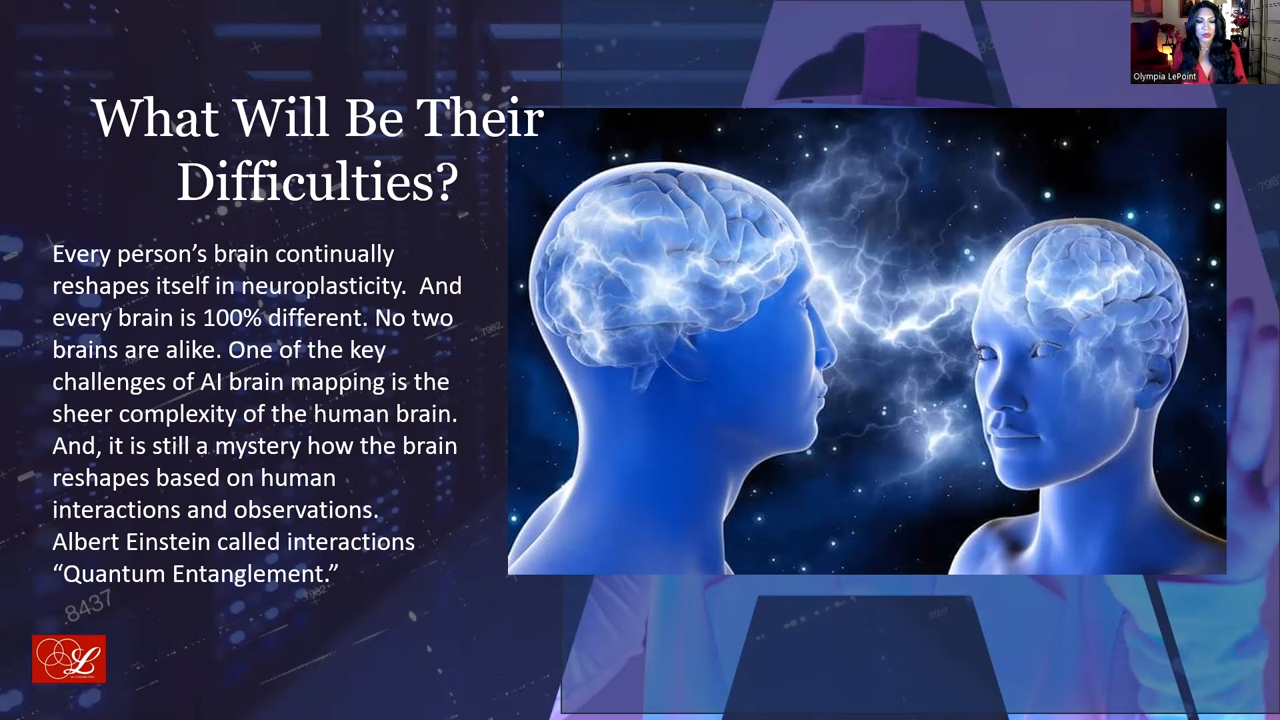 Olympia LePoint
What Will Be Their
Difficulties?
Every person’s brain continually
reshapes itself in neuroplasticity.  And
every brain is 100% different. No two
brains are alike. One of the key
challenges of AI brain mapping is the
sheer complexity of the human brain.
And, it is still a mystery how the brain
reshapes based on human
interactions and observations.
Albert Einstein called interactions
“Quantum Entanglement.”
8437
7982
7982
L